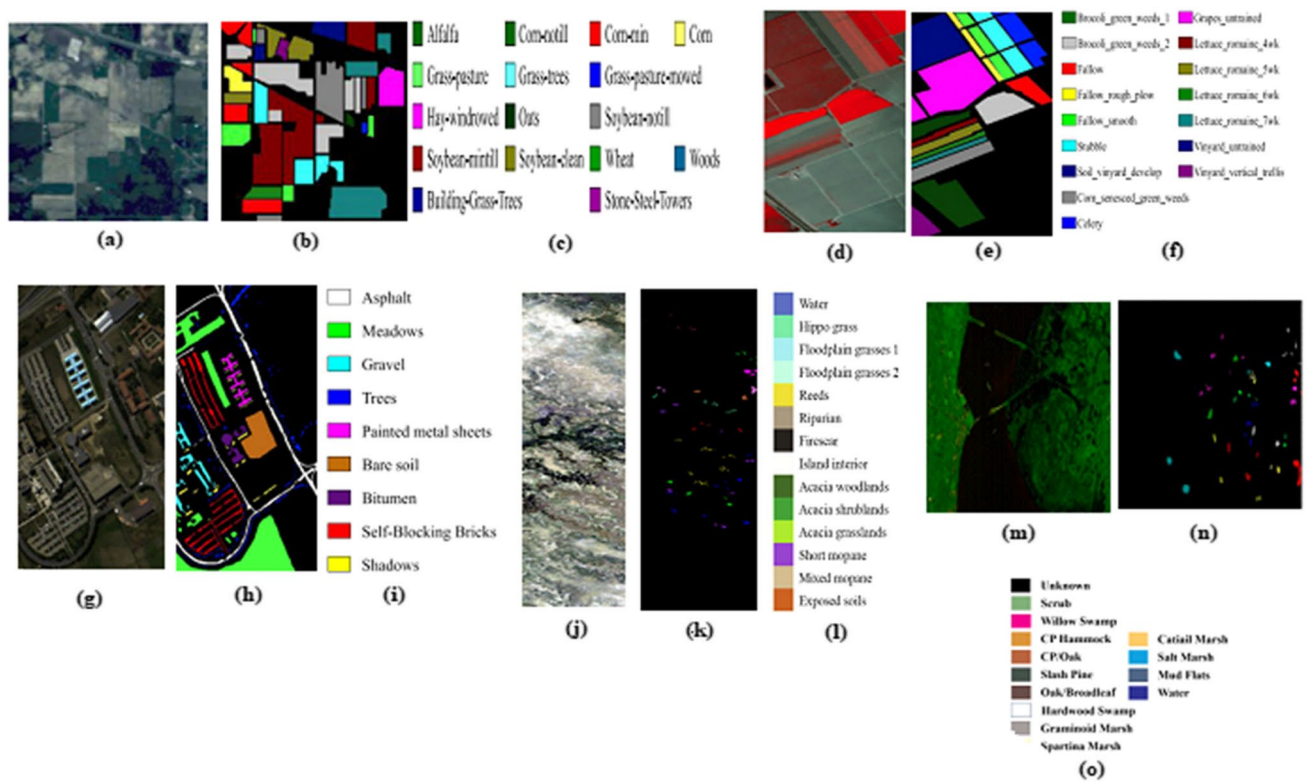 Alfalfa Corn-notill Corn-min Corn
Grass-pasture Grass-trees Grass-pasture-mowed
Hay-windrowed Oats Soybean-notill
Soybean-mintill Soybean-clean Wheat Woods
Building-Grass-Trees Stone-Steel-Towers
(a) (b) (c)
Brocoli_green_weeds_1 Grapes_untrained
Brocoli_green_weeds_2 Lettuce_romaine_4wk
Fallow Lettuce_romaine_5wk
Fallow_rough_plow Lettuce_romaine_6wk
Fallow_smooth Lettuce_romaine_7wk
Stubble Vinyard_untrained
Soil_vinyard_develop Vinyard_vertical_trellis
Corn_senesced_green_weeds
Celery
(d) (e) (f)
Asphalt
Meadows
Gravel
Trees
Painted metal sheets
Bare soil
Bitumen
Self-Blocking Bricks
Shadows
(g) (h) (i)
Water
Hippo grass
Floodplain grasses 1
Floodplain grasses 2
Reeds
Riparian
Firescar
Island interior
Acacia woodlands
Acacia shrublands
Acacia grasslands
Short mopane
Mixed mopane
Exposed soils
(j) (k) (l)
(m) (n)
Unknown
Scrub
Willow Swamp
CP Hammock Catiail Marsh
CP/Oak Salt Marsh
Slash Pine Mud Flats
Oak/Broadleaf Water
Hardwood Swamp
Graminoid Marsh
Spartina Marsh
(o)